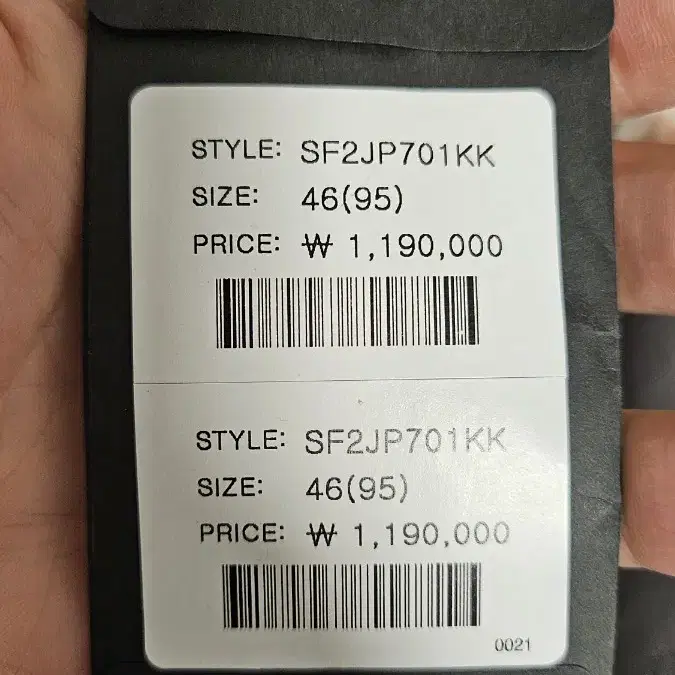 STYLE: SF2JP701KK
SIZE: 46(95)
PRICE: ₩ 1,190,000
STYLE: SF2JP701KK
SIZE: 46(95)
PRICE: ₩ 1,190,000
0021